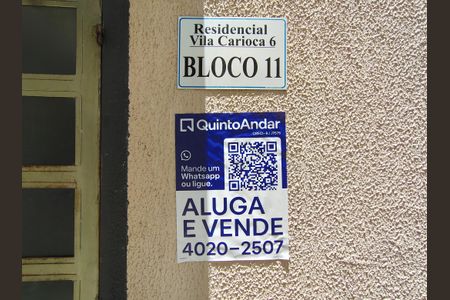 Residencial
Vila Carioca 6
BLOCO 11
QuintoAndar
Mande um
Whatsapp
ou ligue.
ALUGA
E VENDE
4020-2507